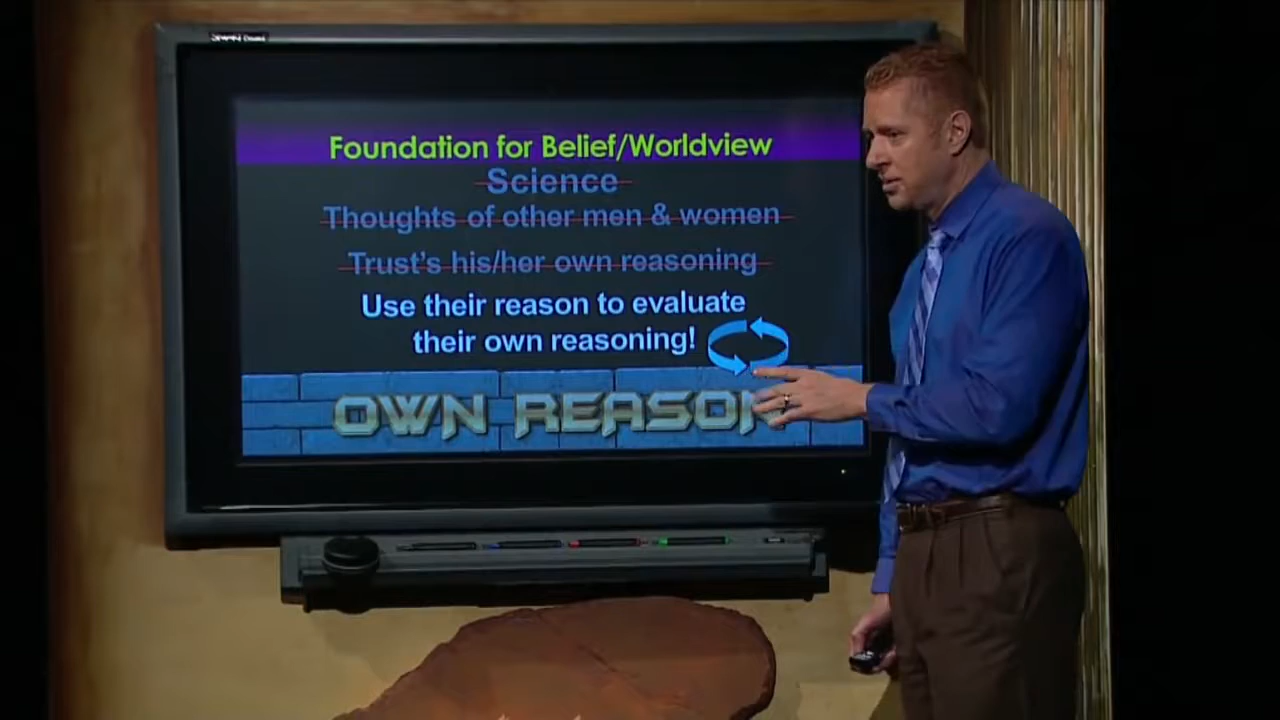 Foundation for Belief/Worldview
Science
Thoughts of other men & women
Trust's his/her own reasoning
Use their reason to evaluate
their own reasoning!
OWN REASON